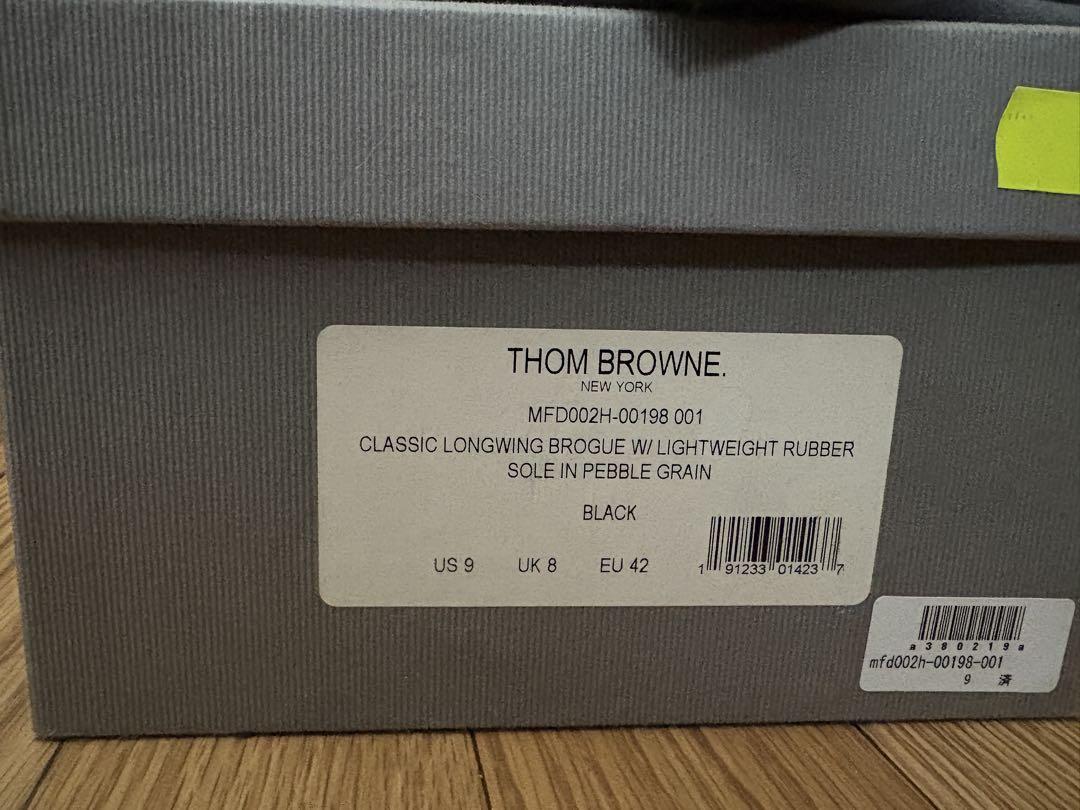 THOM BROWNE.
NEW YORK
MFD002H-00198 001
CLASSIC LONGWING BROGUE W/ LIGHTWEIGHT RUBBER
SOLE IN PEBBLE GRAIN
BLACK
US 9 UK 8 EU 42
1 91233 01423 7
a380219a
mfd002h-00198-001
9 済